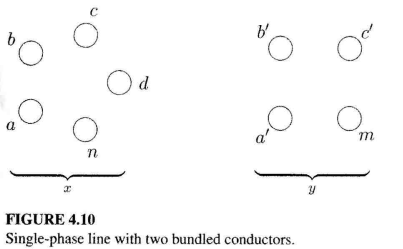 c
b
b′
c′
d
a
a′
m
n
x
y
FIGURE 4.10
Single-phase line with two bundled conductors.